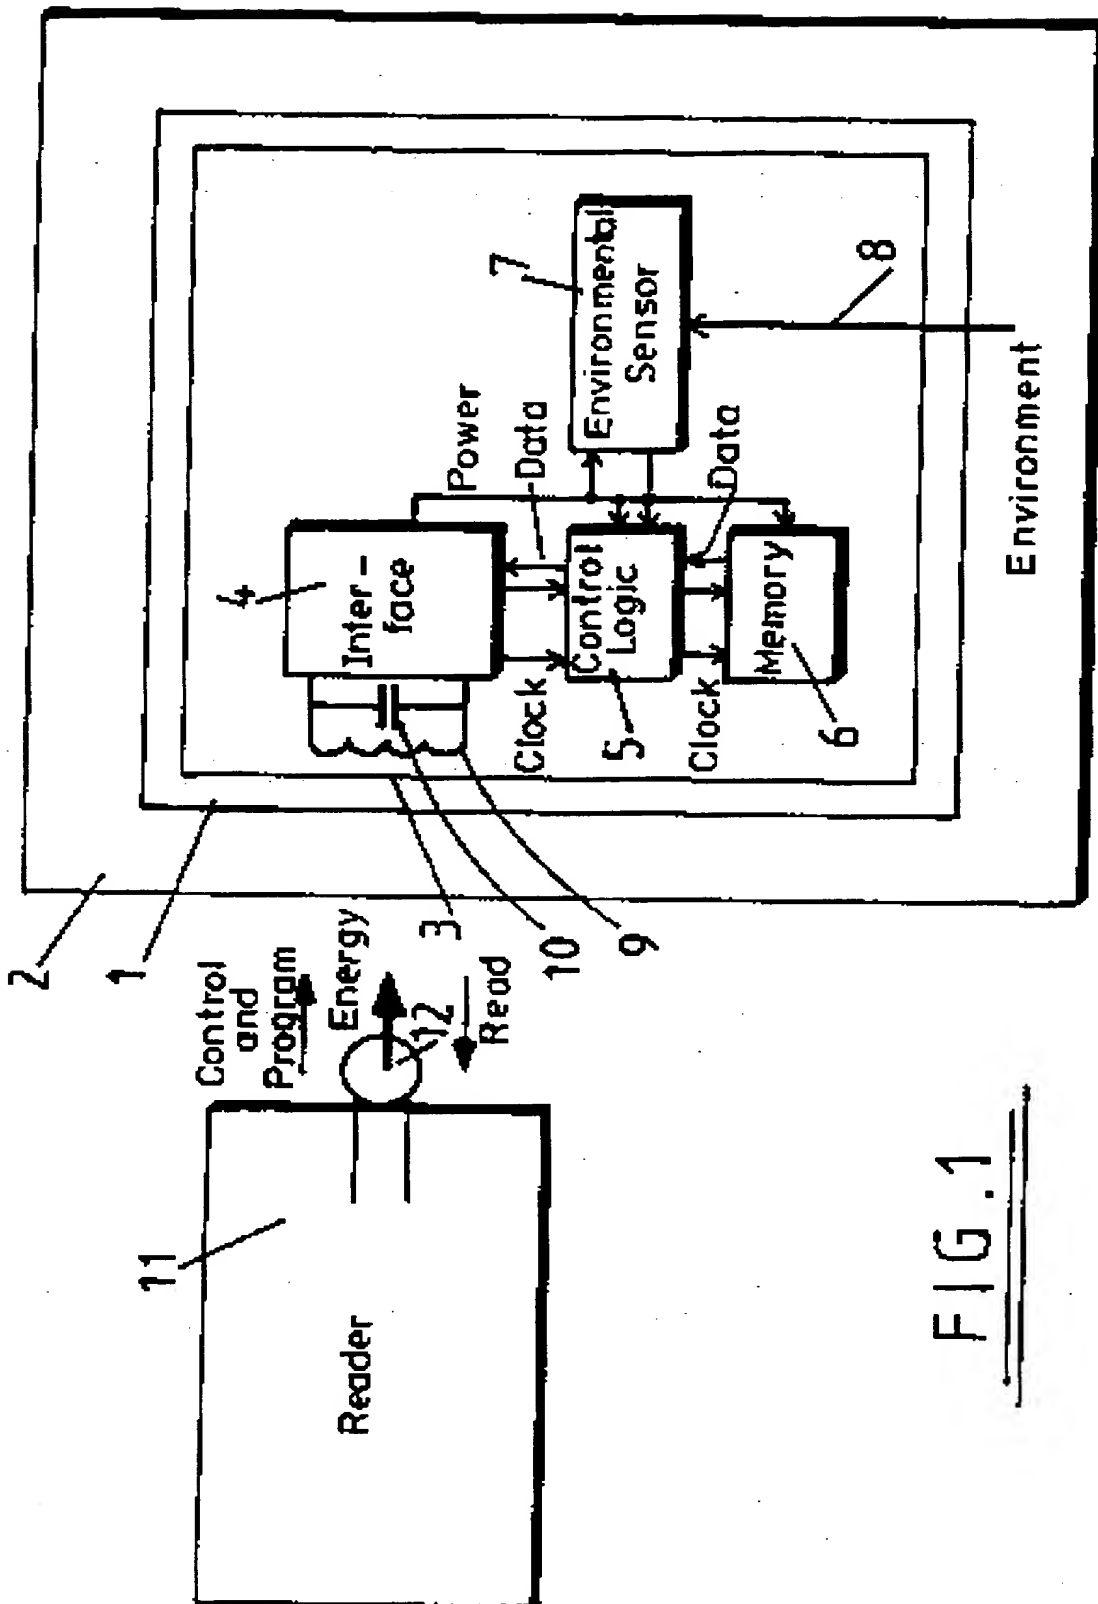 2
1
Control
and
Program
Energy
12
Read
3
10
9
11
Reader
4
Inter-
face
Power
Data
Clock
7
Environmental
Sensor
Control
Logic
5
Data
Clock
Memory
6
8
Environment
FIG.1